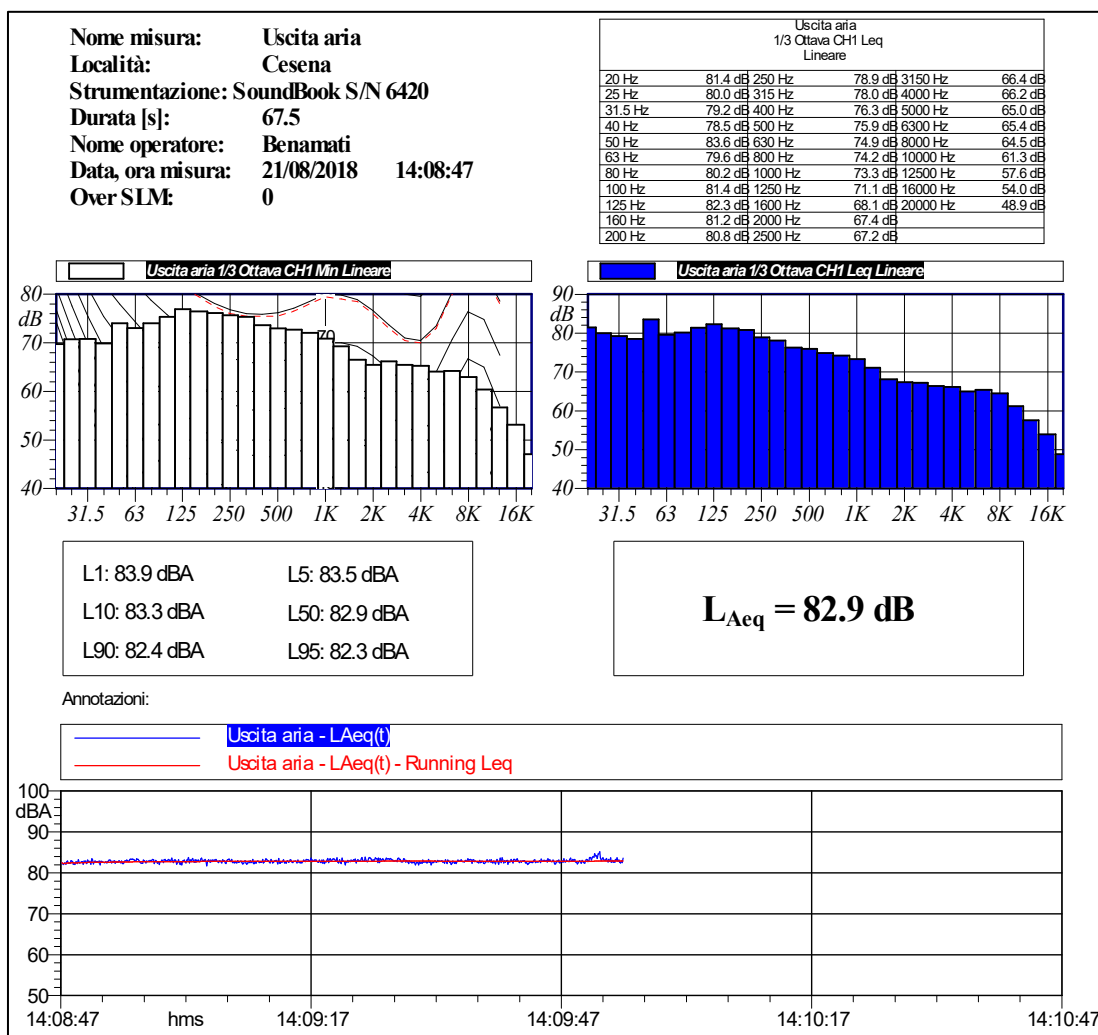 Nome misura: Uscita aria
Località: Cesena
Strumentazione: SoundBook S/N 6420
Durata [s]: 67.5
Nome operatore: Benamati
Data, ora misura: 21/08/2018 14:08:47
Over SLM: 0
Uscita aria
1/3 Ottava CH1 Leq
Lineare
20 Hz 81.4 dB 250 Hz 78.9 dB 3150 Hz 66.4 dB
25 Hz 80.0 dB 315 Hz 78.0 dB 4000 Hz 66.2 dB
31.5 Hz 79.2 dB 400 Hz 76.3 dB 5000 Hz 65.0 dB
40 Hz 78.5 dB 500 Hz 75.9 dB 6300 Hz 65.4 dB
50 Hz 83.6 dB 630 Hz 74.9 dB 8000 Hz 64.5 dB
63 Hz 79.6 dB 800 Hz 74.2 dB 10000 Hz 61.3 dB
80 Hz 80.2 dB 1000 Hz 73.3 dB 12500 Hz 57.6 dB
100 Hz 81.4 dB 1250 Hz 71.1 dB 16000 Hz 54.0 dB
125 Hz 82.3 dB 1600 Hz 68.1 dB 20000 Hz 48.9 dB
160 Hz 81.2 dB 2000 Hz 67.4 dB
200 Hz 80.8 dB 2500 Hz 67.2 dB
Uscita aria 1/3 Ottava CH1 Min Lineare
80
dB
70
60
50
40
70
31.5 63 125 250 500 1K 2K 4K 8K 16K
Uscita aria 1/3 Ottava CH1 Leq Lineare
90
dB
80
70
60
50
40
31.5 63 125 250 500 1K 2K 4K 8K 16K
L1: 83.9 dBA L5: 83.5 dBA
L10: 83.3 dBA L50: 82.9 dBA
L90: 82.4 dBA L95: 82.3 dBA
LAeq = 82.9 dB
Annotazioni:
Uscita aria - LAeq(t)
Uscita aria - LAeq(t) - Running Leq
100
dBA
90
80
70
60
50
14:08:47 hms 14:09:17 14:09:47 14:10:17 14:10:47